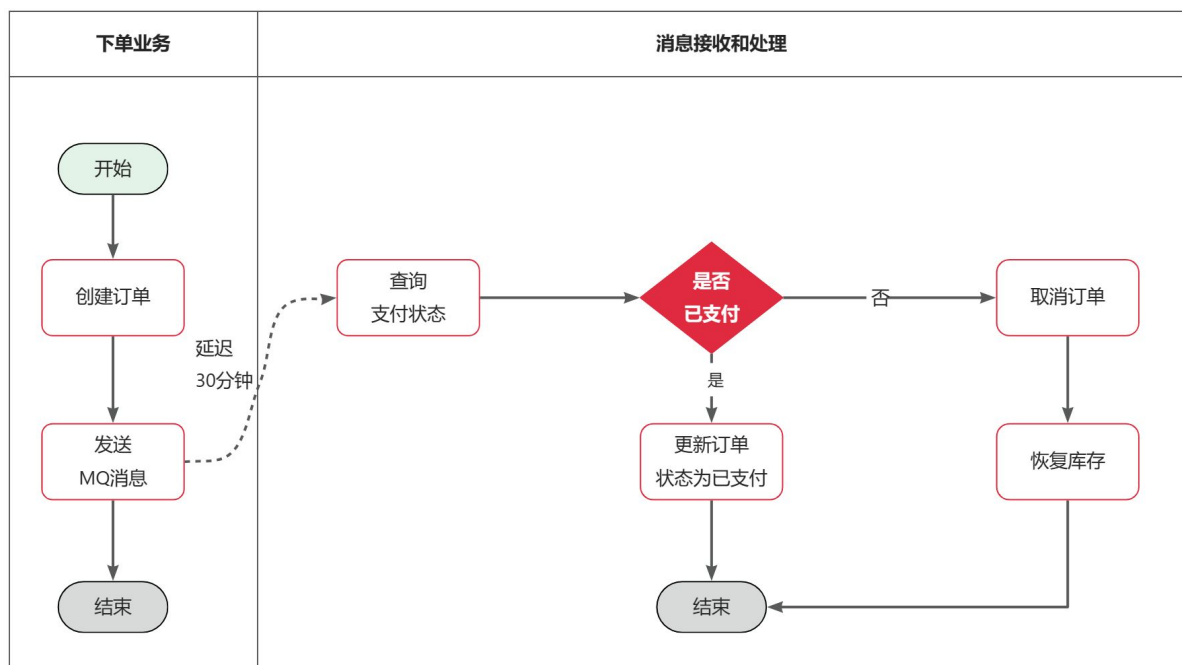 下单业务
消息接收和处理
开始
创建订单
延迟
30分钟
发送
MQ消息
结束
查询
支付状态
是否
已支付
否
取消订单
是
更新订单
状态为已支付
恢复库存
结束